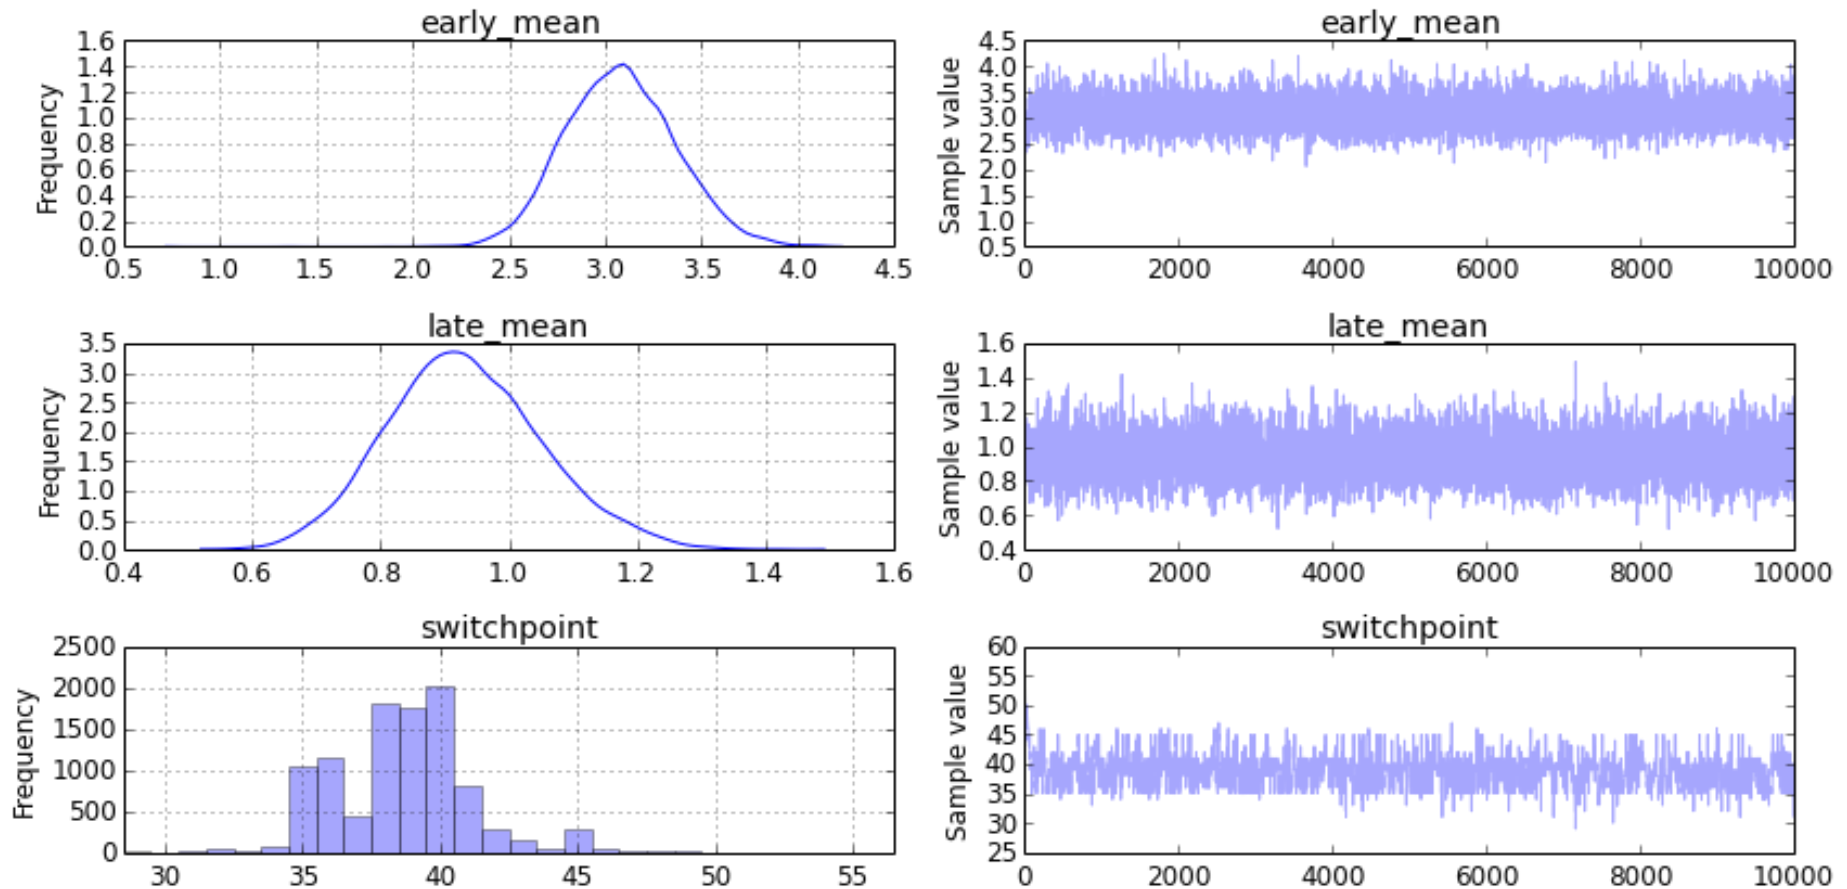 early_mean
Frequency
1.6
1.4
1.2
1.0
0.8
0.6
0.4
0.2
0.0
0.5 1.0 1.5 2.0 2.5 3.0 3.5 4.0 4.5
early_mean
Sample value
4.5
4.0
3.5
3.0
2.5
2.0
1.5
1.0
0.5
0 2000 4000 6000 8000 10000
late_mean
Frequency
3.5
3.0
2.5
2.0
1.5
1.0
0.5
0.0
0.4 0.6 0.8 1.0 1.2 1.4 1.6
late_mean
Sample value
1.6
1.4
1.2
1.0
0.8
0.6
0.4
0 2000 4000 6000 8000 10000
switchpoint
Frequency
2500
2000
1500
1000
500
0
30 35 40 45 50 55
switchpoint
Sample value
60
55
50
45
40
35
30
25
0 2000 4000 6000 8000 10000